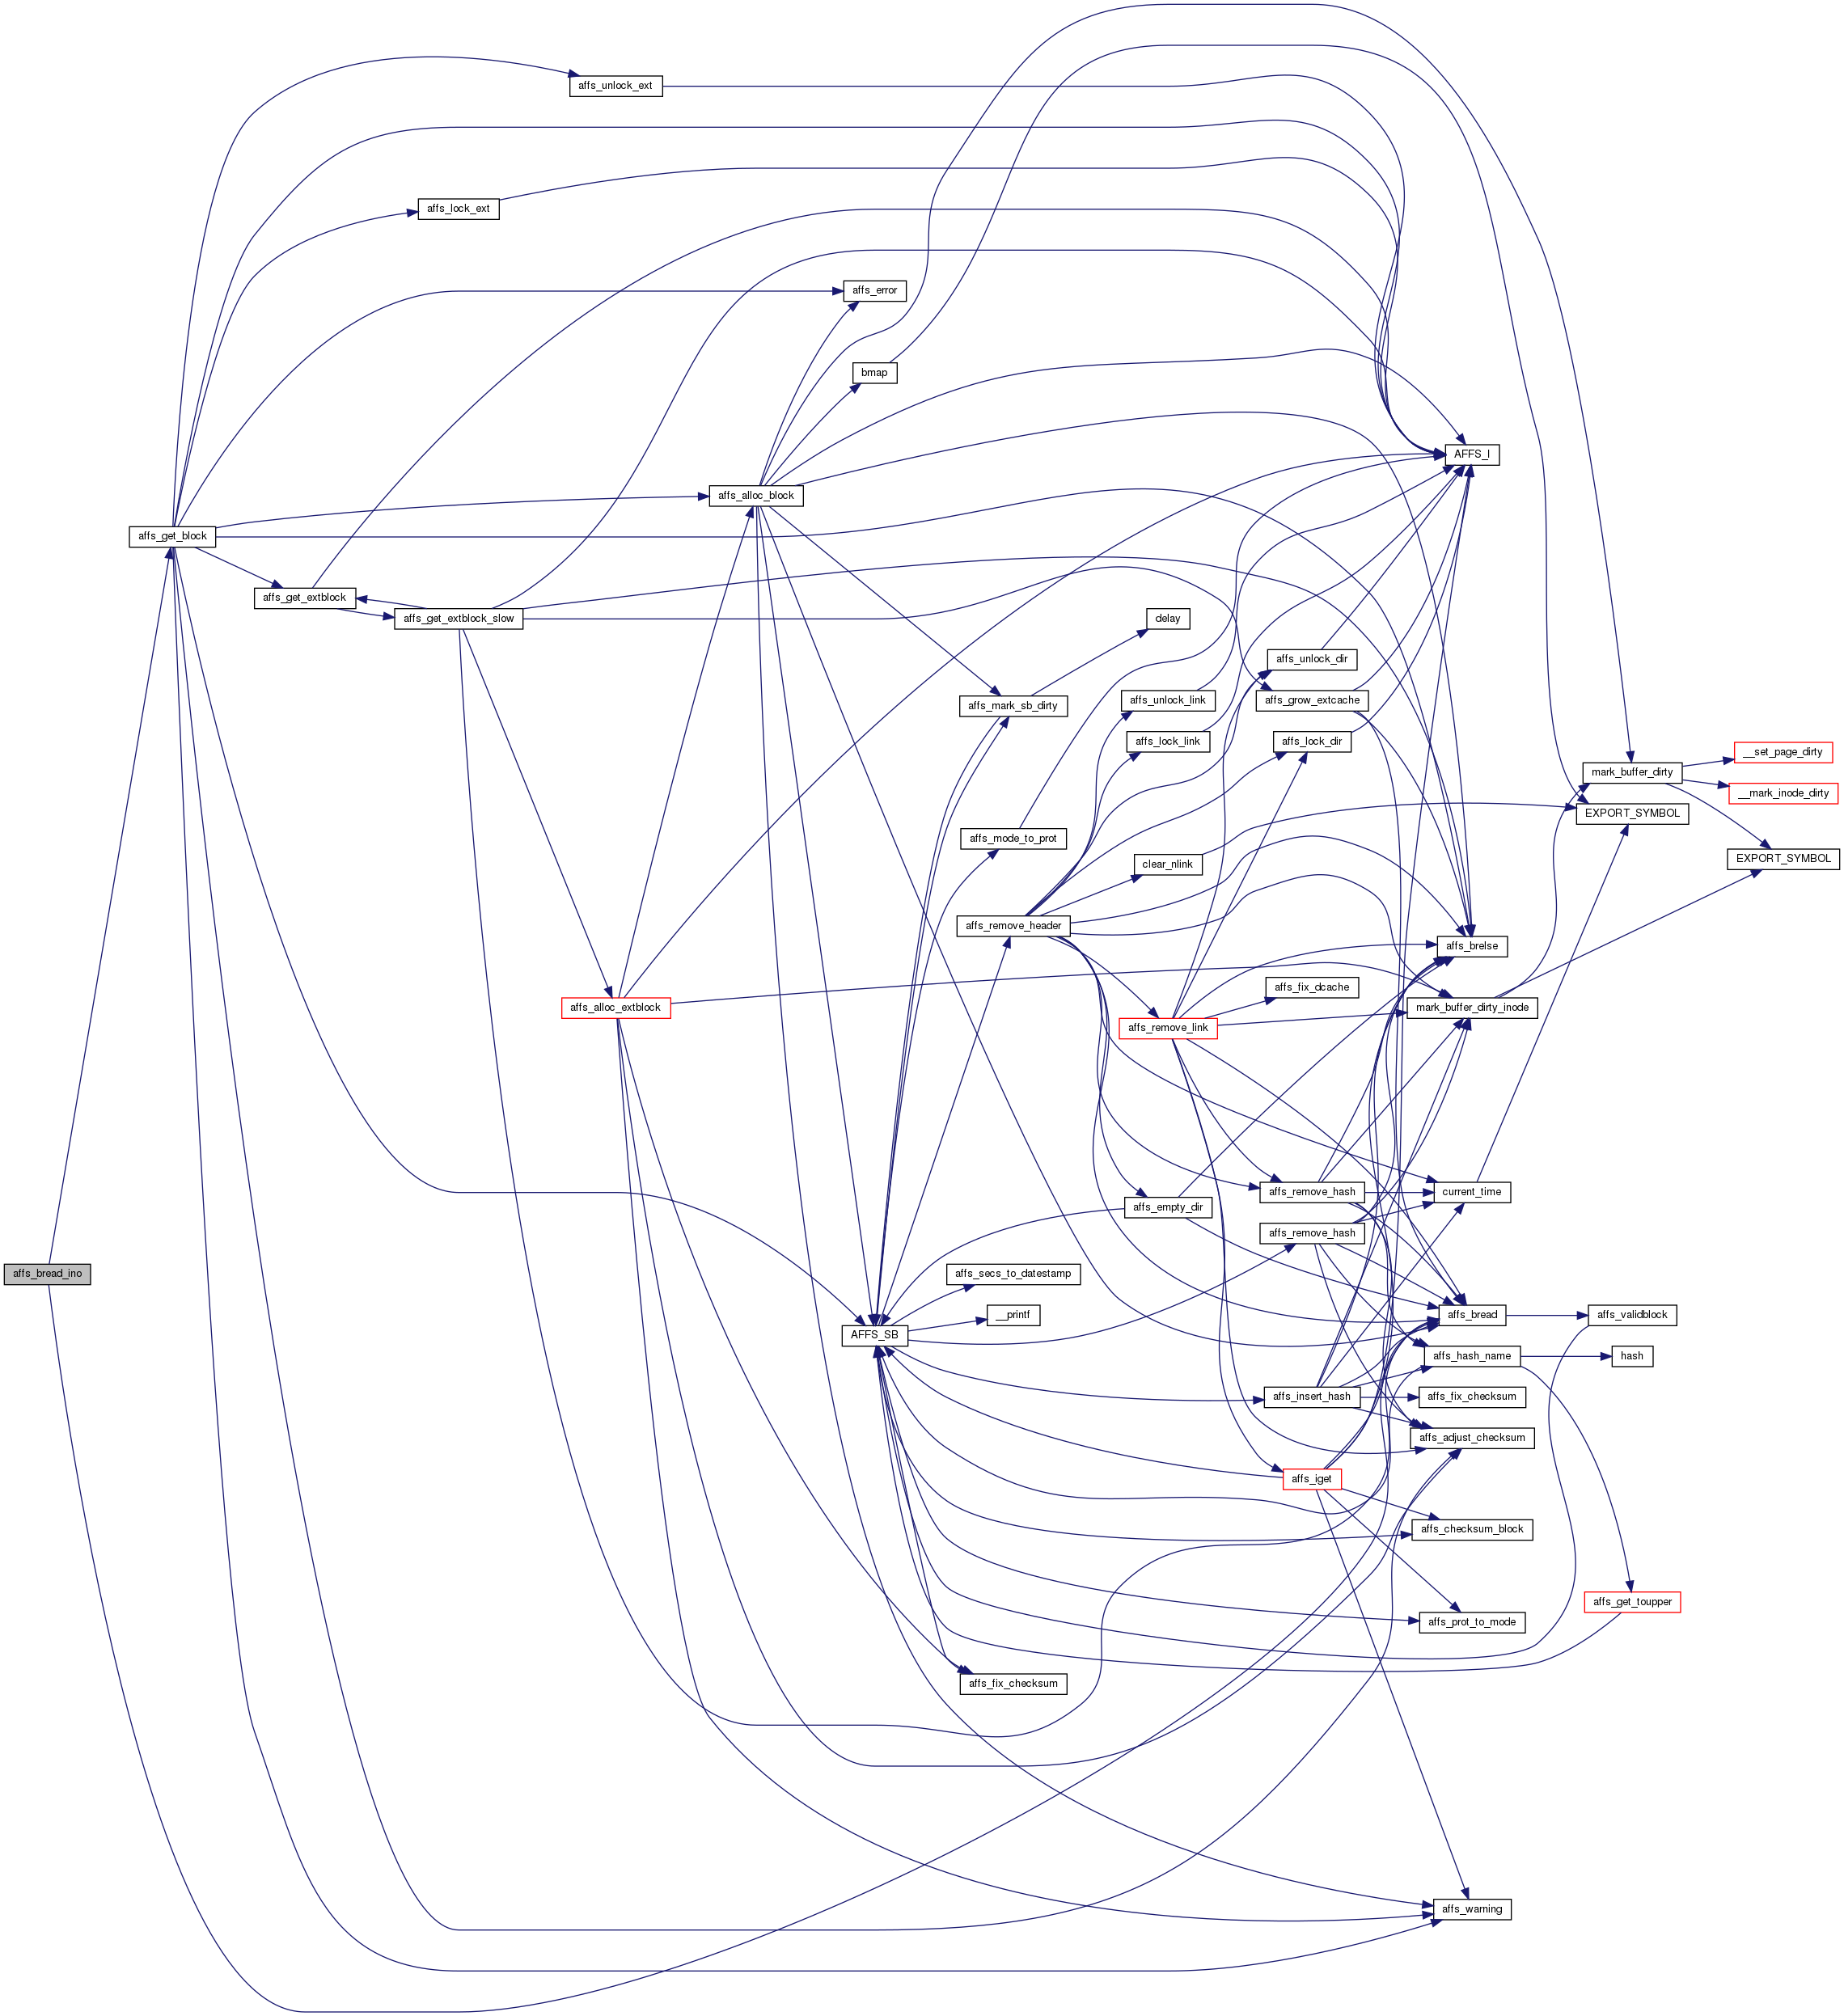 affs_unlock_ext
affs_lock_ext
affs_error
bmap
AFFS_I
affs_alloc_block
affs_get_block
affs_get_extblock
affs_get_extblock_slow
delay
affs_unlock_dir
affs_mark_sb_dirty
affs_unlock_link
affs_grow_extcache
affs_lock_link
affs_lock_dir
__set_page_dirty
mark_buffer_dirty
__mark_inode_dirty
EXPORT_SYMBOL
affs_mode_to_prot
clear_nlink
EXPORT_SYMBOL
affs_remove_header
affs_brelse
affs_fix_dcache
affs_alloc_extblock
affs_remove_link
mark_buffer_dirty_inode
affs_remove_hash
current_time
affs_empty_dir
affs_remove_hash
affs_bread_ino
affs_secs_to_datestamp
__printf
affs_bread
affs_validblock
AFFS_SB
affs_hash_name
hash
affs_insert_hash
affs_fix_checksum
affs_adjust_checksum
affs_iget
affs_checksum_block
affs_get_toupper
affs_prot_to_mode
affs_fix_checksum
affs_warning